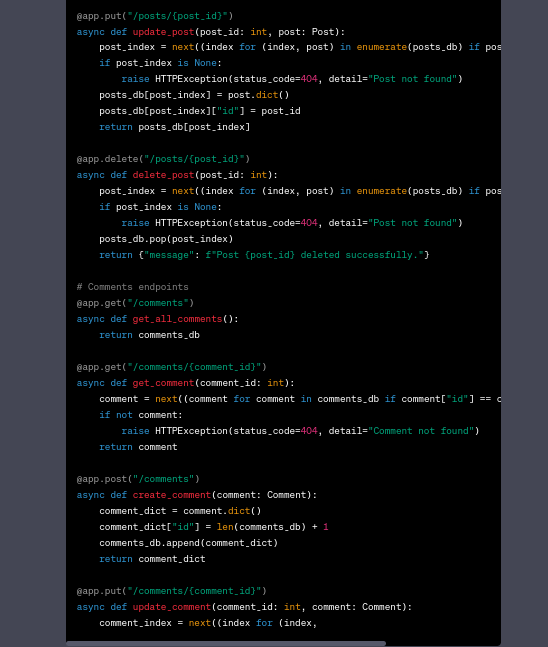 @app.put("/posts/{post_id}")
async def update_post(post_id: int, post: Post):
    post_index = next((index for (index, post) in enumerate(posts_db) if pos
    if post_index is None:
        raise HTTPException(status_code=404, detail="Post not found")
    posts_db[post_index] = post.dict()
    posts_db[post_index]["id"] = post_id
    return posts_db[post_index]

@app.delete("/posts/{post_id}")
async def delete_post(post_id: int):
    post_index = next((index for (index, post) in enumerate(posts_db) if pos
    if post_index is None:
        raise HTTPException(status_code=404, detail="Post not found")
    posts_db.pop(post_index)
    return {"message": f"Post {post_id} deleted successfully."}

# Comments endpoints
@app.get("/comments")
async def get_all_comments():
    return comments_db

@app.get("/comments/{comment_id}")
async def get_comment(comment_id: int):
    comment = next((comment for comment in comments_db if comment["id"] == c
    if not comment:
        raise HTTPException(status_code=404, detail="Comment not found")
    return comment

@app.post("/comments")
async def create_comment(comment: Comment):
    comment_dict = comment.dict()
    comment_dict["id"] = len(comments_db) + 1
    comments_db.append(comment_dict)
    return comment_dict

@app.put("/comments/{comment_id}")
async def update_comment(comment_id: int, comment: Comment):
    comment_index = next((index for (index,